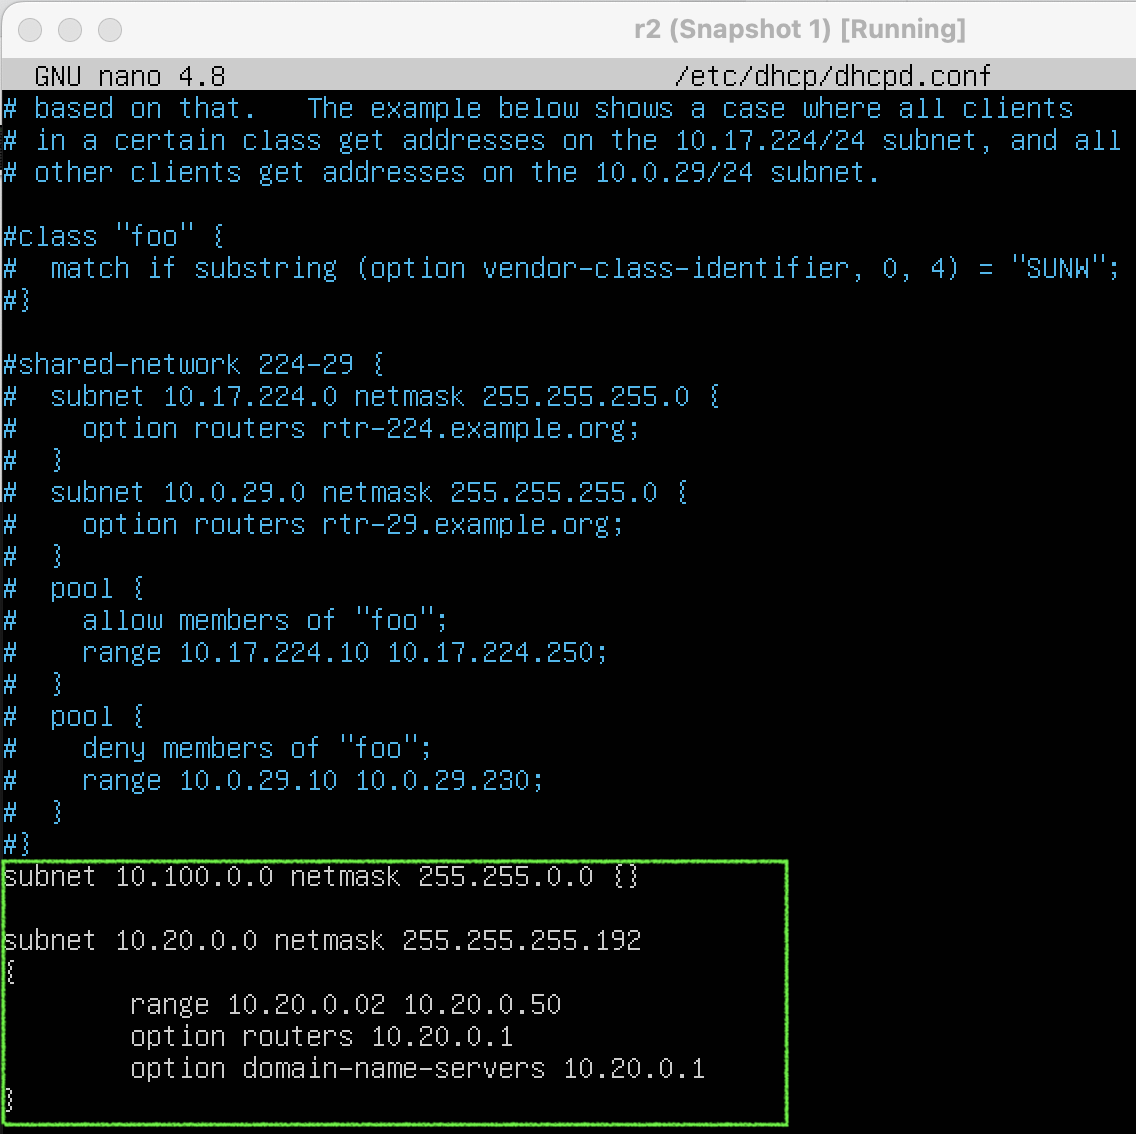 r2 (Snapshot 1) [Running]
GNU nano 4.8 /etc/dhcp/dhcpd.conf
# based on that.   The example below shows a case where all clients
# in a certain class get addresses on the 10.17.224/24 subnet, and all
# other clients get addresses on the 10.0.29/24 subnet.
#class "foo" {
#  match if substring (option vendor-class-identifier, 0, 4) = "SUNW";
#}
#shared-network 224-29 {
#  subnet 10.17.224.0 netmask 255.255.255.0 {
#    option routers rtr-224.example.org;
#  }
#  subnet 10.0.29.0 netmask 255.255.255.0 {
#    option routers rtr-29.example.org;
#  }
#  pool {
#    allow members of "foo";
#    range 10.17.224.10 10.17.224.250;
#  }
#  pool {
#    deny members of "foo";
#    range 10.0.29.10 10.0.29.230;
#  }
#}
subnet 10.100.0.0 netmask 255.255.0.0 {}
subnet 10.20.0.0 netmask 255.255.255.192
{
        range 10.20.0.02 10.20.0.50
        option routers 10.20.0.1
        option domain-name-servers 10.20.0.1
}